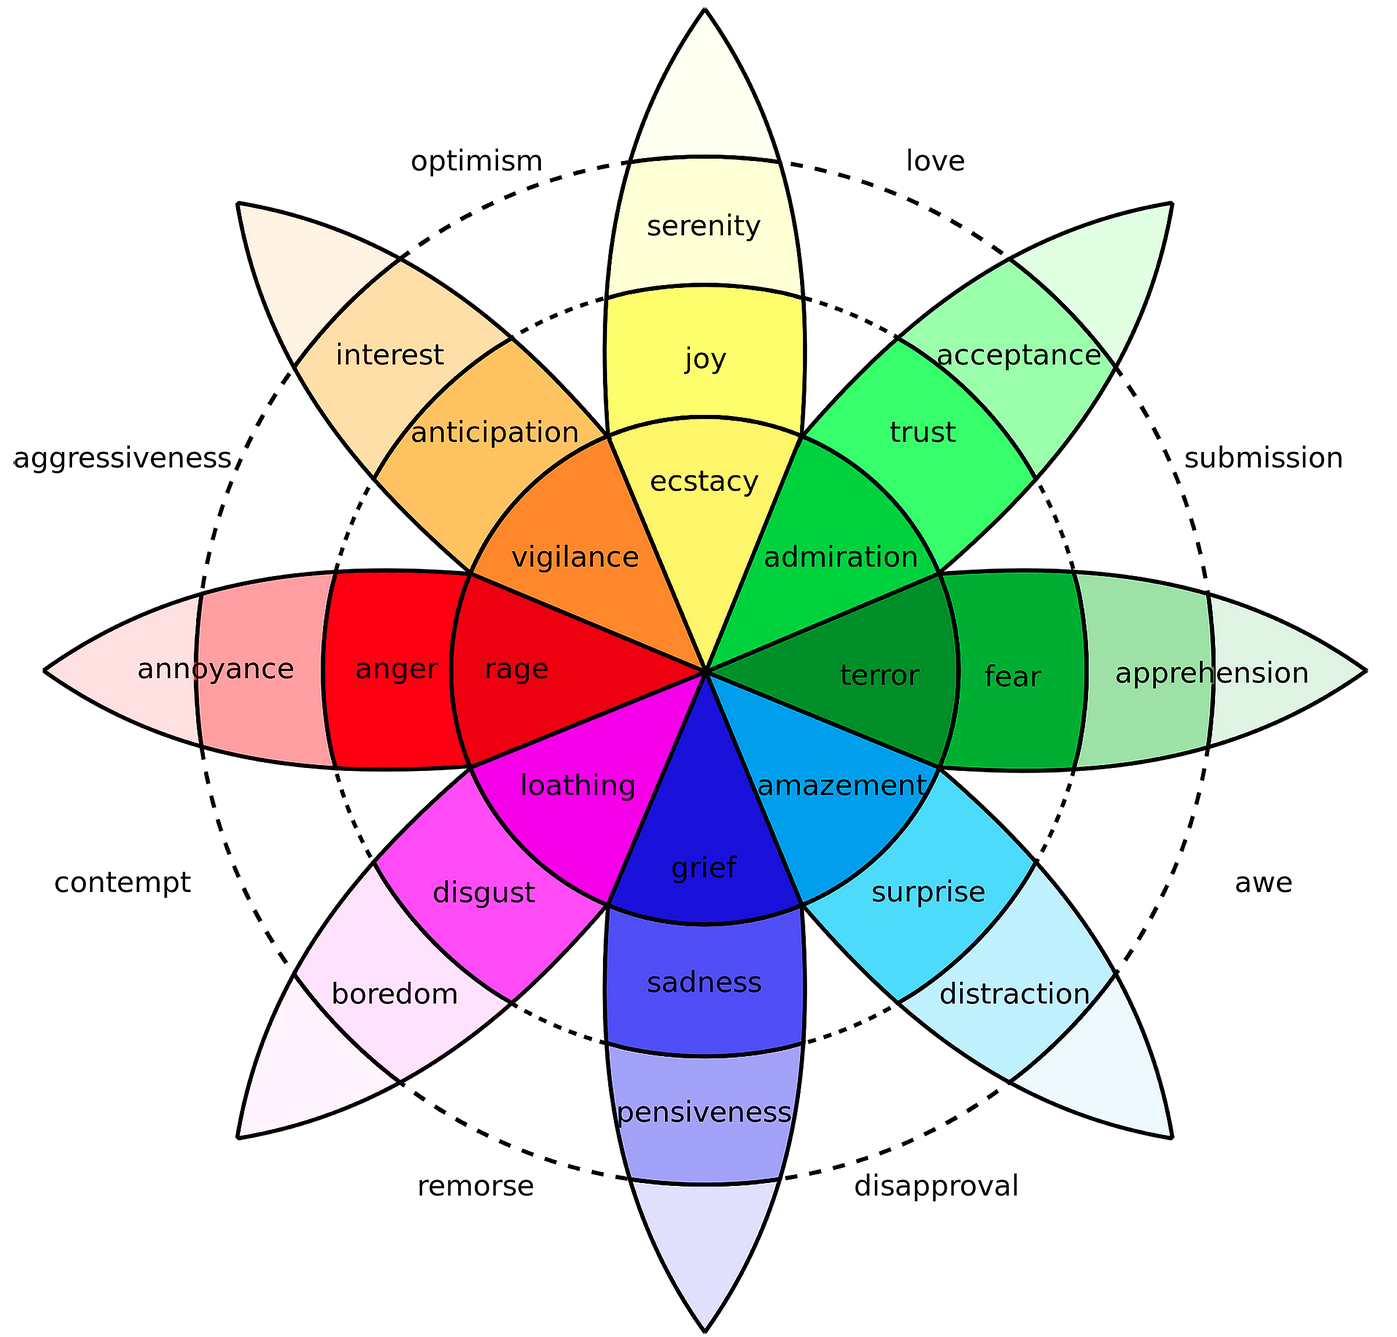 optimism
love
serenity
interest
acceptance
joy
anticipation
trust
aggressiveness
submission
ecstacy
vigilance
admiration
annoyance
anger
rage
terror
fear
apprehension
loathing
amazement
grief
contempt
awe
disgust
surprise
sadness
boredom
distraction
pensiveness
remorse
disapproval